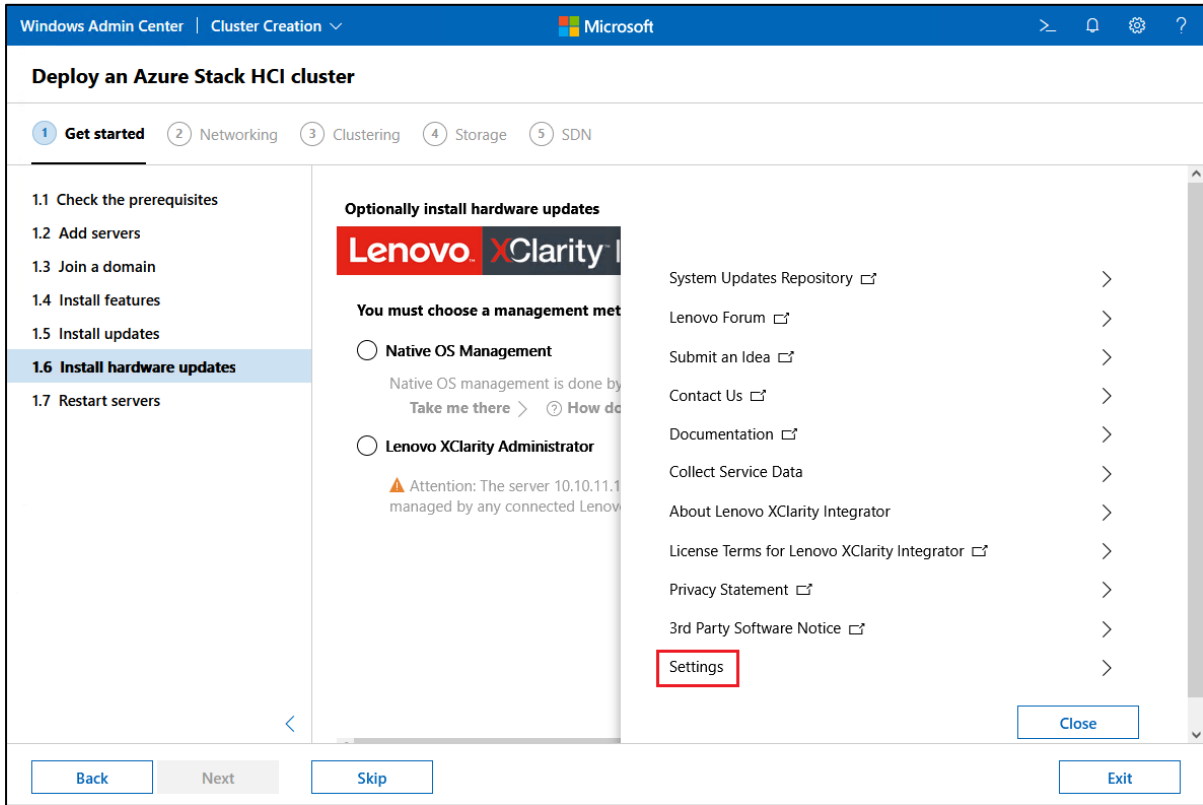 Windows Admin Center | Cluster Creation
Microsoft
Deploy an Azure Stack HCI cluster
1 Get started
2 Networking
3 Clustering
4 Storage
5 SDN
1.1 Check the prerequisites
1.2 Add servers
1.3 Join a domain
1.4 Install features
1.5 Install updates
1.6 Install hardware updates
1.7 Restart servers
Optionally install hardware updates
Lenovo. XClarity
You must choose a management met
Native OS Management
Native OS management is done by
Take me there > How do
Lenovo XClarity Administrator
Attention: The server 10.10.11.1
managed by any connected Lenov
System Updates Repository
Lenovo Forum
Submit an Idea
Contact Us
Documentation
Collect Service Data
About Lenovo XClarity Integrator
License Terms for Lenovo XClarity Integrator
Privacy Statement
3rd Party Software Notice
Settings
Close
Back
Next
Skip
Exit